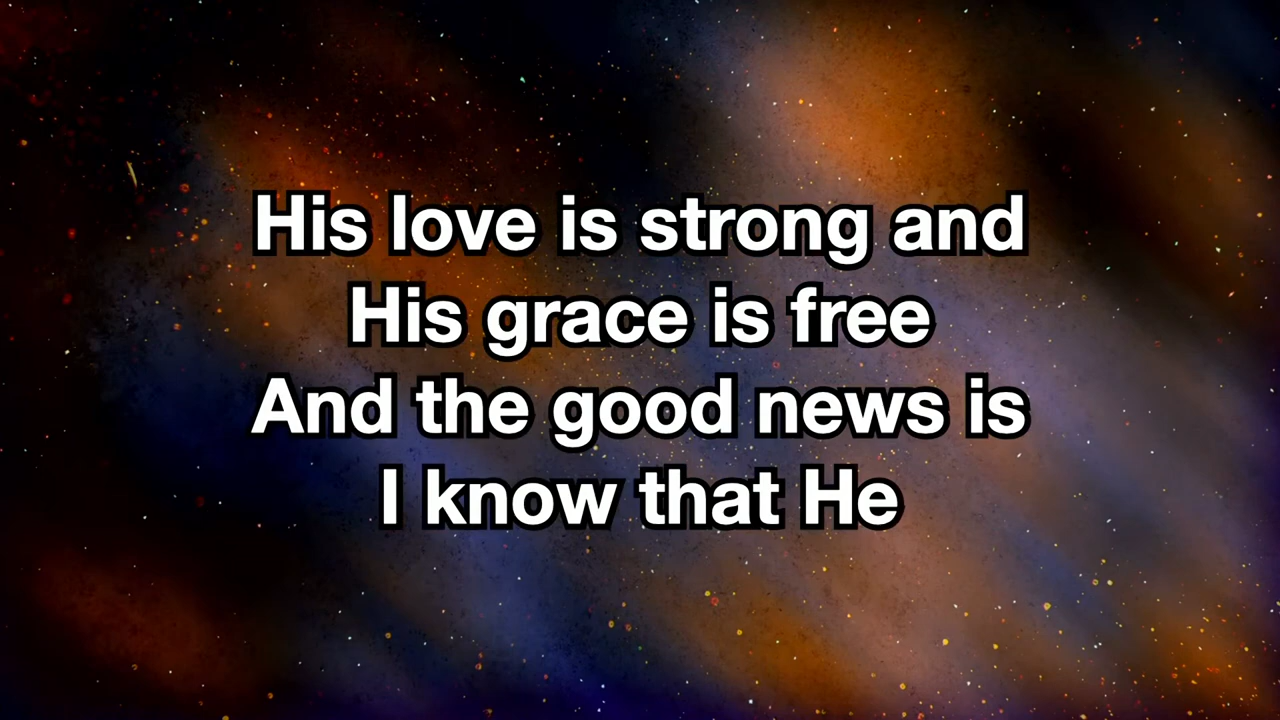 His love is strong and
His grace is free
And the good news is
I know that He